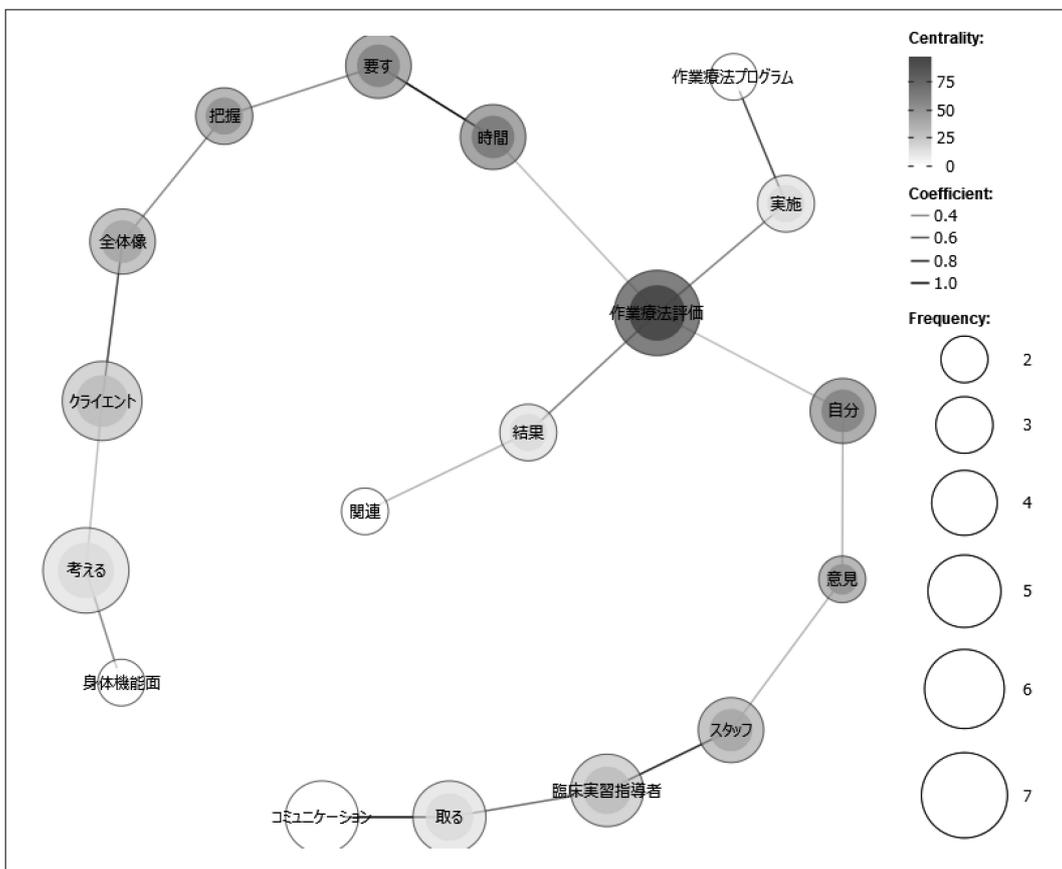 要す
把握
時間
全体像
クライエント
考える
身体機能面
作業療法プログラム
実施
作業療法評価
結果
関連
自分
意見
スタッフ
臨床実習指導者
取る
コミュニケーション
Centrality:
75
50
25
0
Coefficient:
0.4
0.6
0.8
1.0
Frequency:
2
3
4
5
6
7